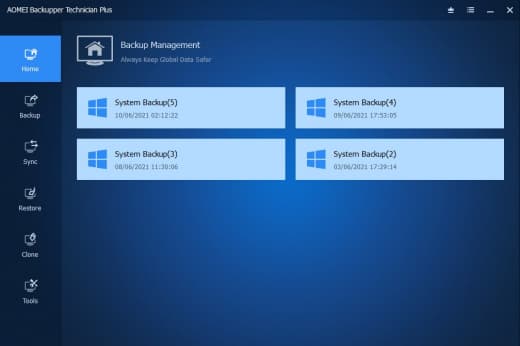 AOMEI Backupper Technician Plus
Home
Backup
Sync
Restore
Clone
Tools
Backup Management
Always Keep Global Data Safer
System Backup(5)
10/06/2021 02:12:22
System Backup(4)
09/06/2021 17:53:05
System Backup(3)
08/06/2021 11:30:06
System Backup(2)
03/06/2021 17:39:14